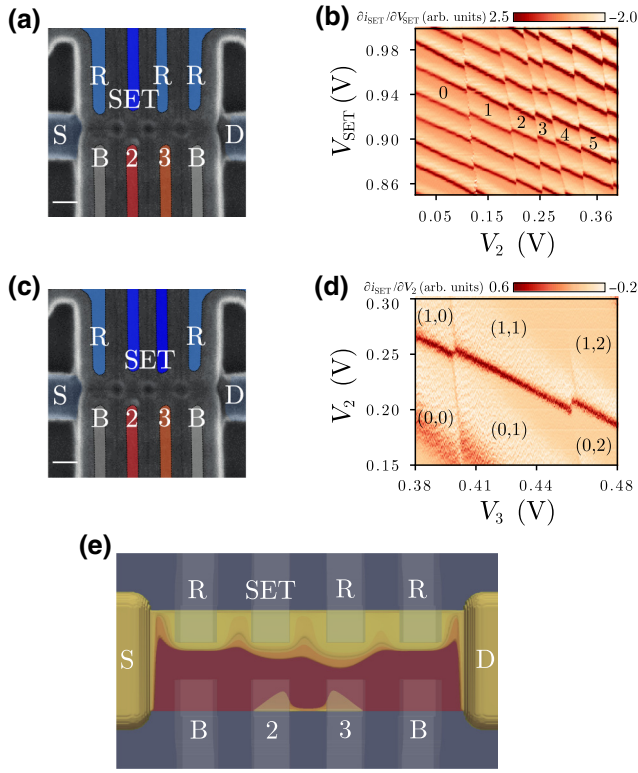 (a)
R R R
SET
S D
B 2 3 B
(b)
∂i_SET/∂V_SET (arb. units) 2.5 −2.0
V_SET (V)
0.98
0.94
0.90
0.86
0 1 2 3 4 5
0.05 0.15 0.25 0.36
V_2 (V)
(c)
R R
SET
S D
B 2 3 B
(d)
∂i_SET/∂V_2 (arb. units) 0.6 −0.2
V_2 (V)
0.30
0.25
0.20
0.15
(1,0) (1,1)
(1,2)
(0,0) (0,1)
(0,2)
0.38 0.41 0.44 0.48
V_3 (V)
(e)
R SET R R
S D
B 2 3 B